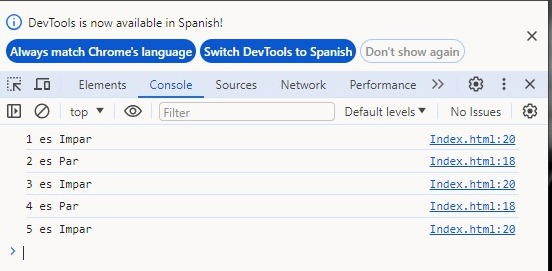 DevTools is now available in Spanish!
Always match Chrome's language Switch DevTools to Spanish Don't show again
Elements Console Sources Network Performance
top Filter Default levels No Issues
1 es Impar Index.html:20
2 es Par Index.html:18
3 es Impar Index.html:20
4 es Par Index.html:18
5 es Impar Index.html:20